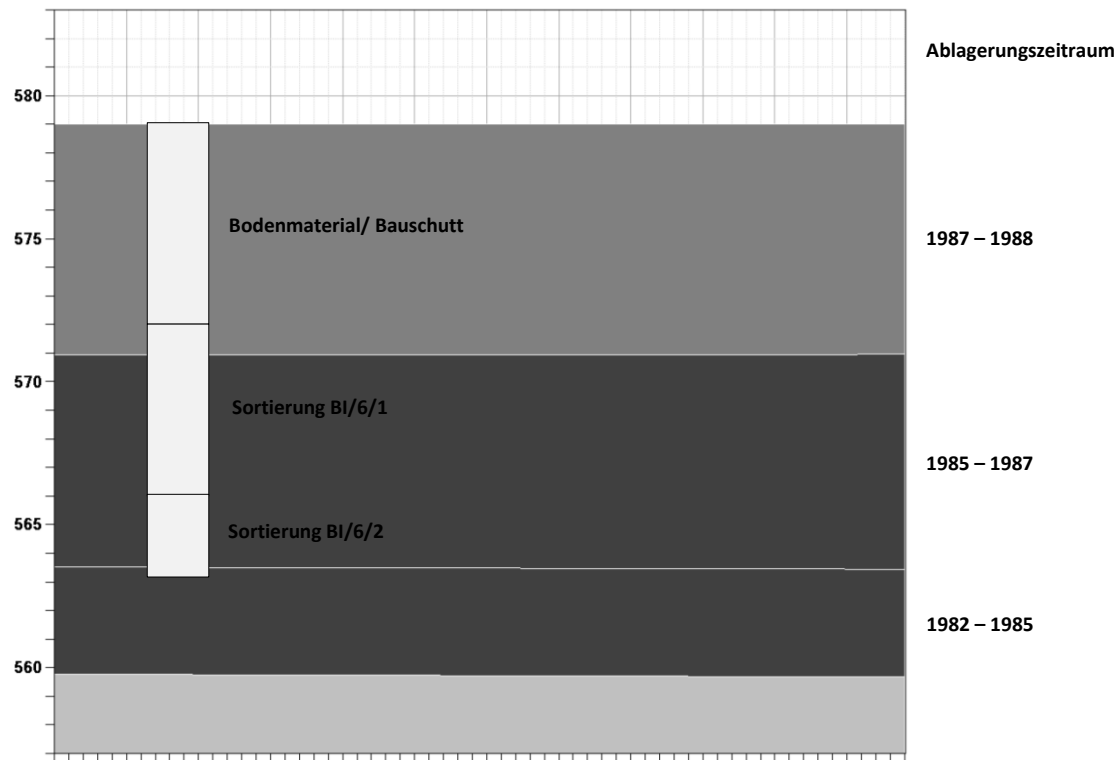 Ablagerungszeitraum
580
Bodenmaterial/ Bauschutt
575
1987 – 1988
570
Sortierung BI/6/1
1985 – 1987
565
Sortierung BI/6/2
1982 – 1985
560